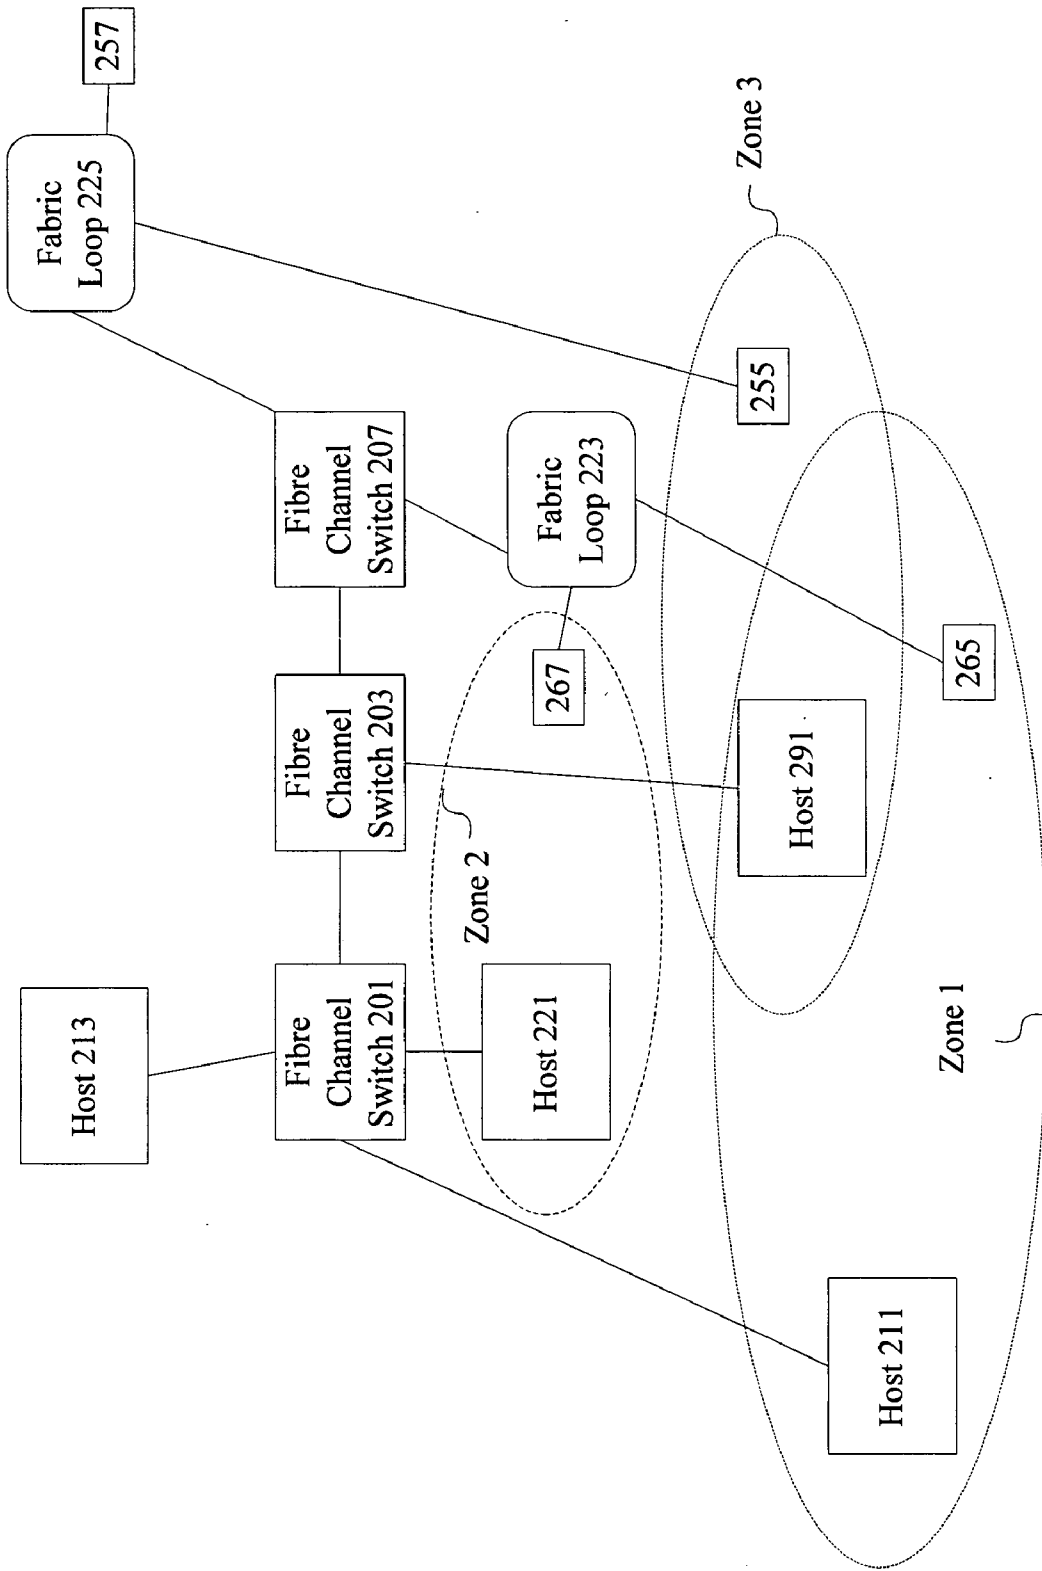 Host 213
Fabric
Loop 225
257
Fibre
Channel
Switch 201
Fibre
Channel
Switch 203
Fibre
Channel
Switch 207
Host 221
Zone 2
267
Fabric
Loop 223
Host 211
Host 291
255
Zone 3
265
Zone 1